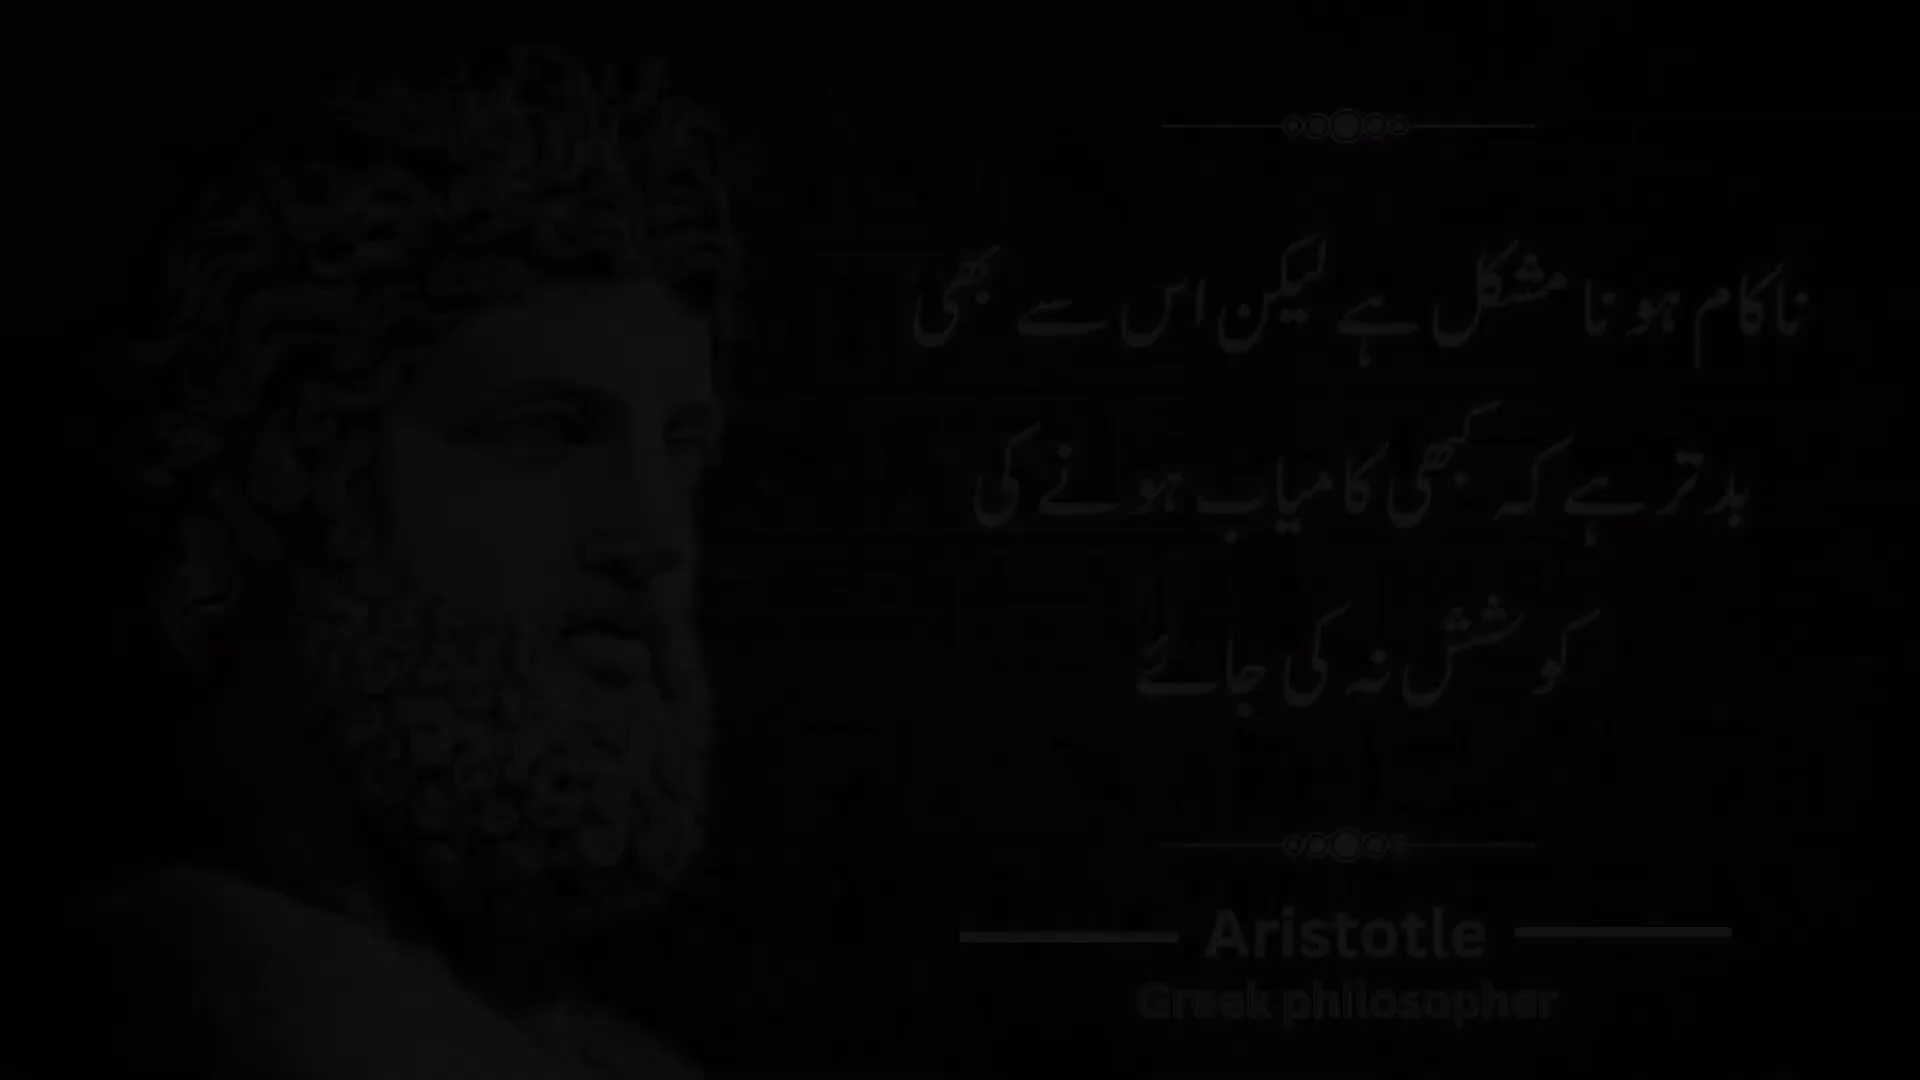 ناکام ہونا مشکل ہے لیکن اس سے بھی
بدتر ہے کہ کبھی کامیاب ہونے کی
کوشش نہ کی جائے
Aristotle
Greek philosopher